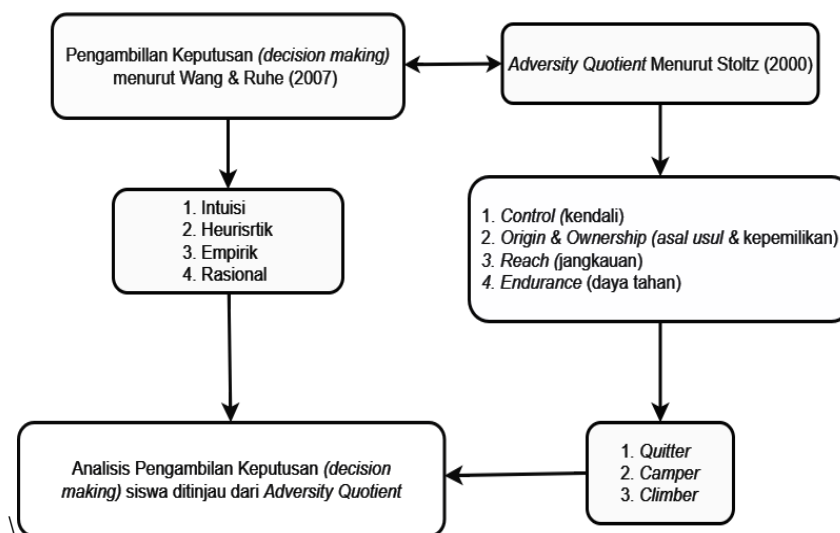 Pengambillan Keputusan (decision making)
menurut Wang & Ruhe (2007)
Adversity Quotient Menurut Stoltz (2000)
1. Intuisi
2. Heurisrtik
3. Empirik
4. Rasional
1. Control (kendali)
2. Origin & Ownership (asal usul & kepemilikan)
3. Reach (jangkauan)
4. Endurance (daya tahan)
Analisis Pengambilan Keputusan (decision
making) siswa ditinjau dari Adversity Quotient
1. Quitter
2. Camper
3. Climber
\